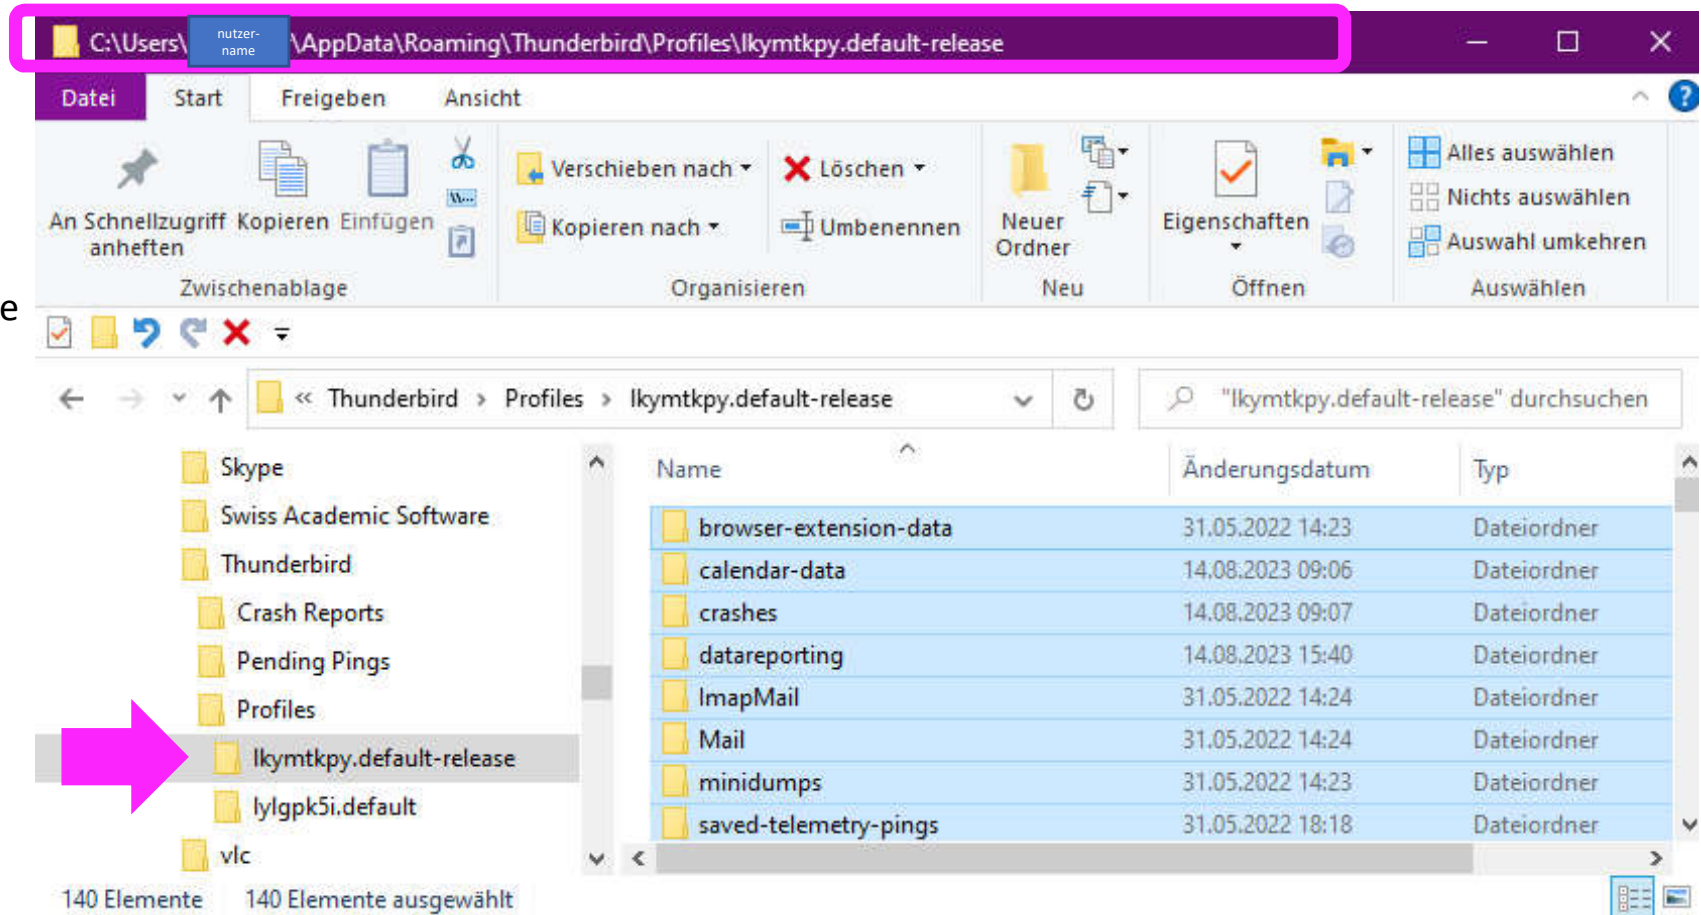 C:\Users\ nutzer-name \AppData\Roaming\Thunderbird\Profiles\lkymtkpy.default-release
Datei Start Freigeben Ansicht
An Schnellzugriff anheften Kopieren Einfügen
Verschieben nach Löschen
Kopieren nach Umbenennen
Neuer Ordner
Eigenschaften
Alles auswählen
Nichts auswählen
Auswahl umkehren
Zwischenablage Organisieren Neu Öffnen Auswählen
e
« Thunderbird › Profiles › lkymtkpy.default-release "lkymtkpy.default-release" durchsuchen
Skype
Swiss Academic Software
Thunderbird
Crash Reports
Pending Pings
Profiles
lkymtkpy.default-release
lylgpk5i.default
vlc
Name Änderungsdatum Typ
browser-extension-data 31.05.2022 14:23 Dateiordner
calendar-data 14.08.2023 09:06 Dateiordner
crashes 14.08.2023 09:07 Dateiordner
datareporting 14.08.2023 15:40 Dateiordner
ImapMail 31.05.2022 14:24 Dateiordner
Mail 31.05.2022 14:24 Dateiordner
minidumps 31.05.2022 14:23 Dateiordner
saved-telemetry-pings 31.05.2022 18:18 Dateiordner
140 Elemente 140 Elemente ausgewählt